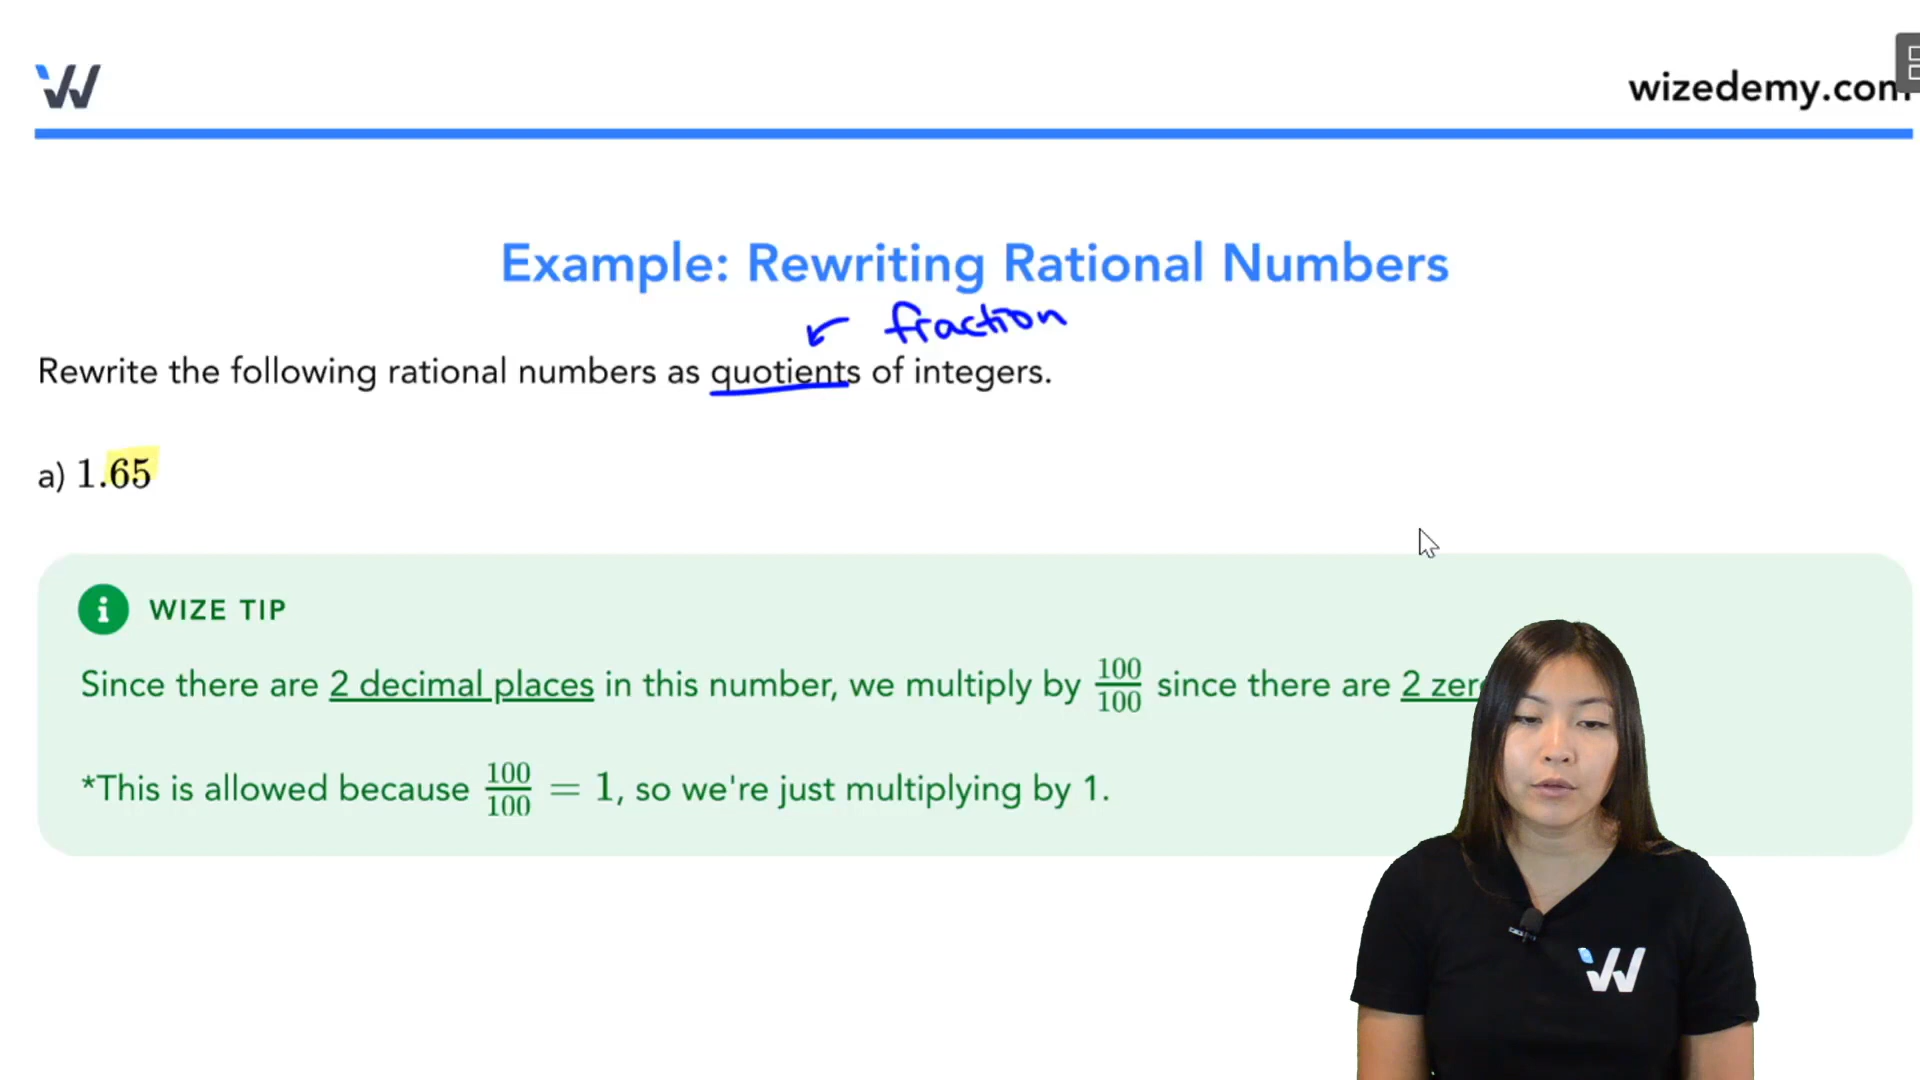 wizedemy.com
Example: Rewriting Rational Numbers
fraction
Rewrite the following rational numbers as quotients of integers.
a) 1.65
WIZE TIP
Since there are 2 decimal places in this number, we multiply by 100/100 since there are 2
*This is allowed because 100/100 = 1, so we're just multiplying by 1.